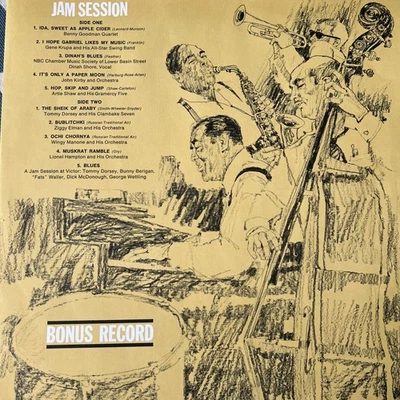 JAM SESSION
SIDE ONE
1. IDA, SWEET AS APPLE CIDER (Leonard-Munson)
Benny Goodman Quartet
2. I HOPE GABRIEL LIKES MY MUSIC (Franklin)
Gene Krupa and His All-Star Swing Band
3. DINAH'S BLUES (Feather)
NBC Chamber Music Society of Lower Basin Street
Dinah Shore, Vocal
4. IT'S ONLY A PAPER MOON (Harburg-Rose-Arlen)
John Kirby and Orchestra
5. HOP, SKIP AND JUMP (Shaw-Carleton)
Artie Shaw and His Gramercy Five
SIDE TWO
1. THE SHEIK OF ARABY (Smith-Wheeler-Snyder)
Tommy Dorsey and His Clambake Seven
2. BUBLITCHKI (Russian Traditional Air)
Ziggy Elman and His Orchestra
3. OCHI CHORNYA (Russian Traditional Air)
Wingy Manone and His Orchestra
4. MUSKRAT RAMBLE (Ory)
Lionel Hampton and His Orchestra
5. BLUES
A Jam Session at Victor: Tommy Dorsey, Bunny Berigan,
"Fats" Waller, Dick McDonough, George Wettling
BONUS RECORD